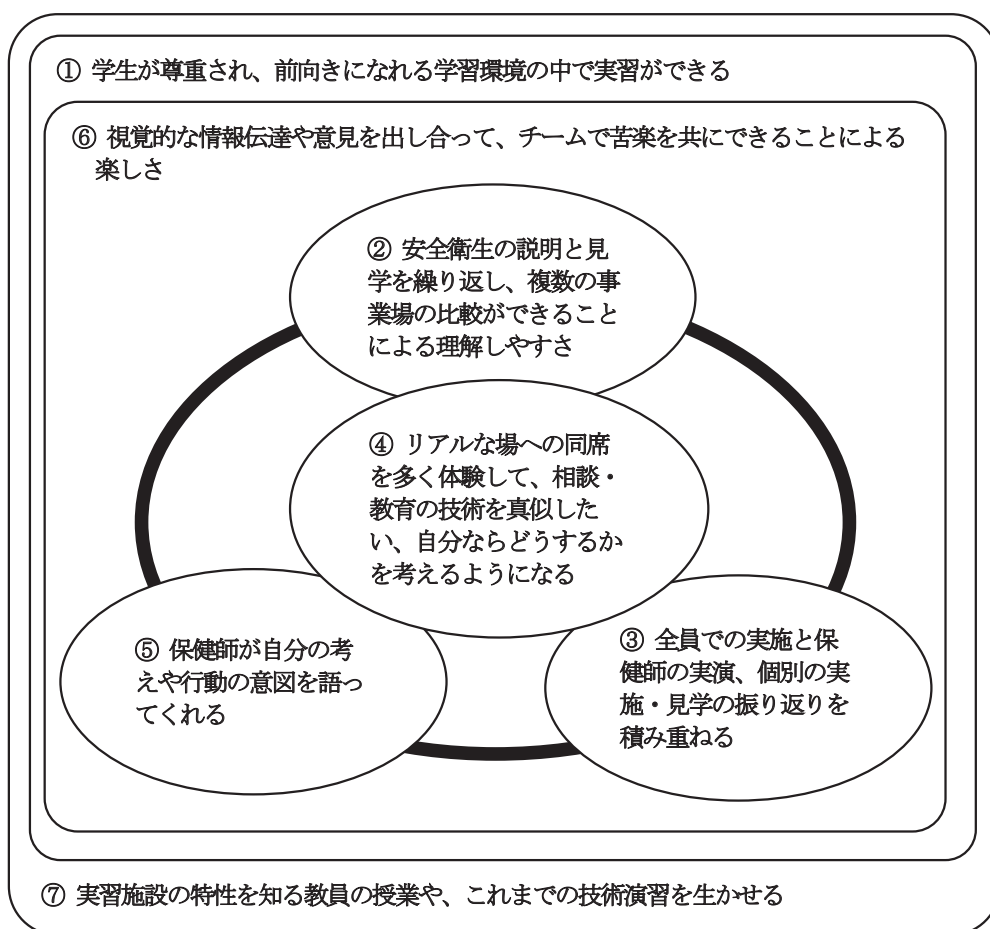 ① 学生が尊重され、前向きになれる学習環境の中で実習ができる
⑥ 視覚的な情報伝達や意見を出し合って、チームで苦楽を共にできることによる
楽しさ
② 安全衛生の説明と見
学を繰り返し、複数の事
業場の比較ができること
による理解しやすさ
④ リアルな場への同席
を多く体験して、相談・
教育の技術を真似した
い、自分ならどうするか
を考えるようになる
⑤ 保健師が自分の考
えや行動の意図を語っ
てくれる
③ 全員での実施と保
健師の実演、個別の実
施・見学の振り返りを
積み重ねる
⑦ 実習施設の特性を知る教員の授業や、これまでの技術演習を生かせる